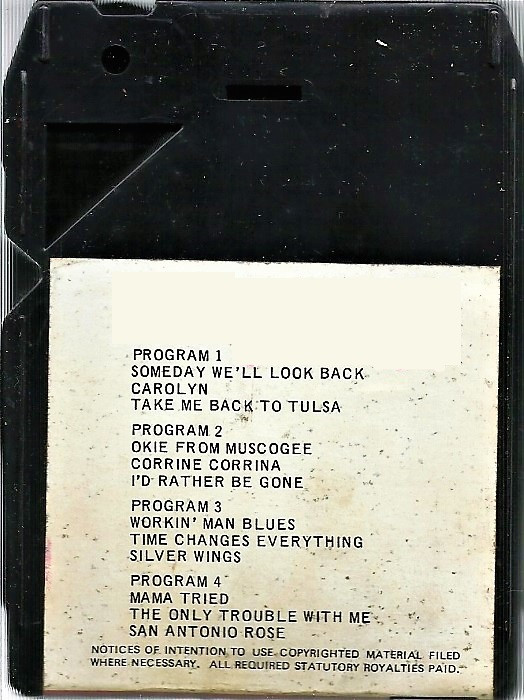 PROGRAM 1
SOMEDAY WE'LL LOOK BACK
CAROLYN
TAKE ME BACK TO TULSA
PROGRAM 2
OKIE FROM MUSCOGEE
CORRINE CORRINA
I'D RATHER BE GONE
PROGRAM 3
WORKIN' MAN BLUES
TIME CHANGES EVERYTHING
SILVER WINGS
PROGRAM 4
MAMA TRIED
THE ONLY TROUBLE WITH ME
SAN ANTONIO ROSE
NOTICES OF INTENTION TO USE COPYRIGHTED MATERIAL FILED
WHERE NECESSARY. ALL REQUIRED STATUTORY ROYALTIES PAID.